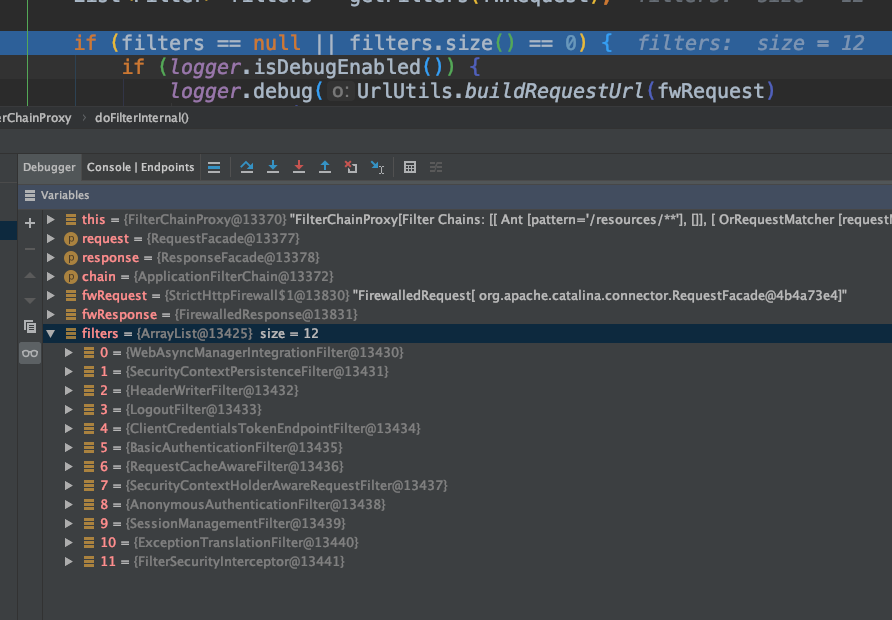 if (filters == null || filters.size() == 0) { filters: size = 12
if (logger.isDebugEnabled()) {
logger.debug( o: UrlUtils.buildRequestUrl(fwRequest)
erChainProxy › doFilterInternal()
Debugger Console | Endpoints
Variables
this = {FilterChainProxy@13370} "FilterChainProxy[Filter Chains: [[ Ant [pattern='/resources/**'], []], [ OrRequestMatcher [request
request = {RequestFacade@13377}
response = {ResponseFacade@13378}
chain = {ApplicationFilterChain@13372}
fwRequest = {StrictHttpFirewall$1@13830} "FirewalledRequest[ org.apache.catalina.connector.RequestFacade@4b4a73e4]"
fwResponse = {FirewalledResponse@13831}
filters = {ArrayList@13425} size = 12
0 = {WebAsyncManagerIntegrationFilter@13430}
1 = {SecurityContextPersistenceFilter@13431}
2 = {HeaderWriterFilter@13432}
3 = {LogoutFilter@13433}
4 = {ClientCredentialsTokenEndpointFilter@13434}
5 = {BasicAuthenticationFilter@13435}
6 = {RequestCacheAwareFilter@13436}
7 = {SecurityContextHolderAwareRequestFilter@13437}
8 = {AnonymousAuthenticationFilter@13438}
9 = {SessionManagementFilter@13439}
10 = {ExceptionTranslationFilter@13440}
11 = {FilterSecurityInterceptor@13441}